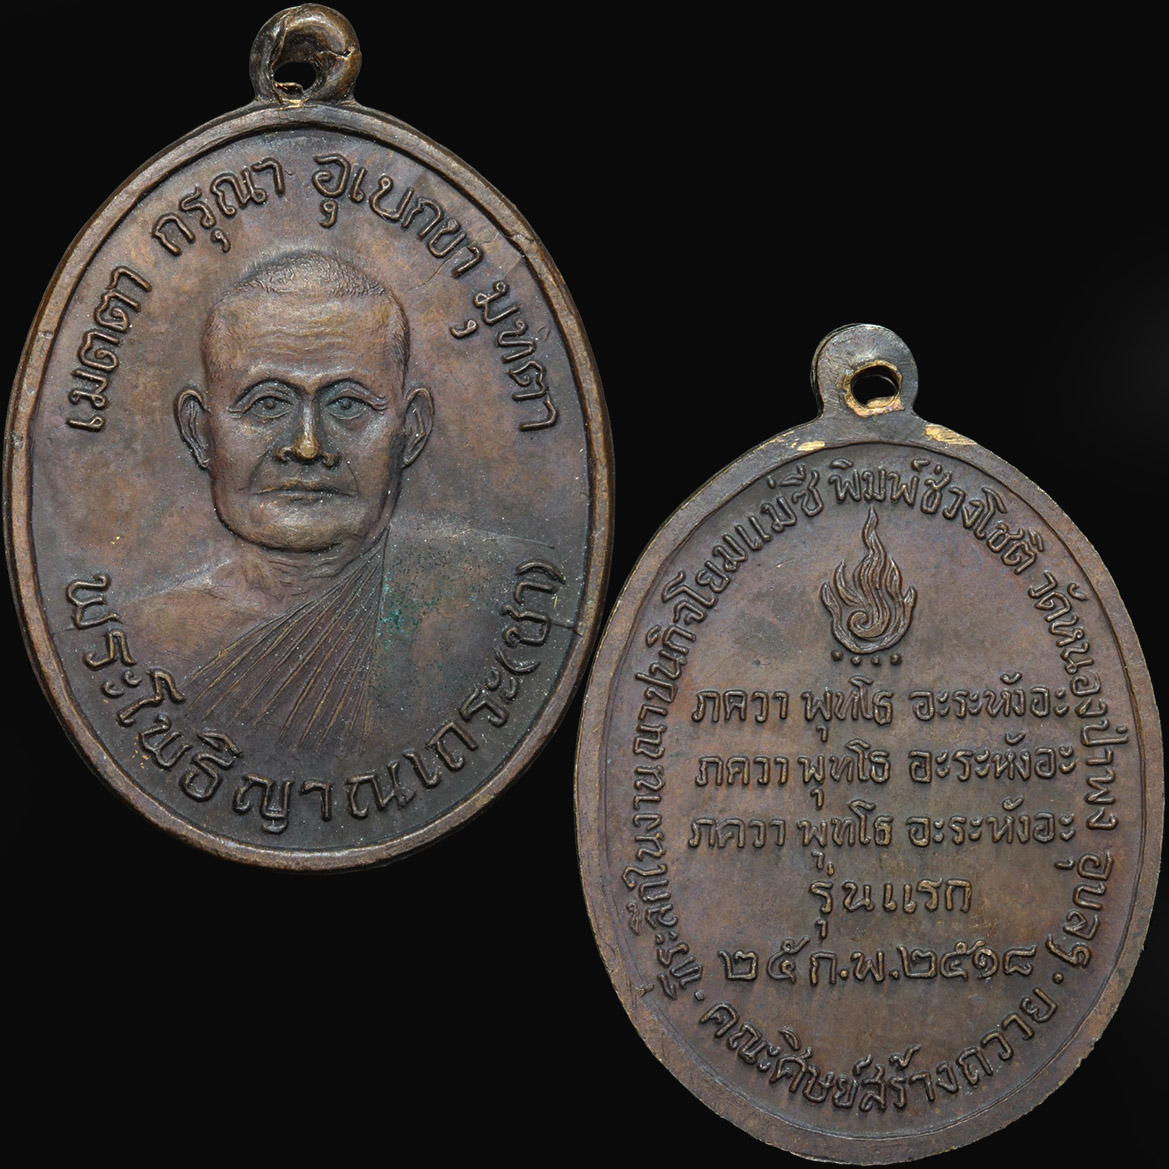 เมตตา กรุณา อุเบกขา มุทิตา
พระโพธิญาณเถระ(ชา)
ที่ระลึกในงานฌาปนกิจโยมแม่ชี พิมพ์ ช่วงโชติ วัดหนองป่าพง อุบลฯ
ภควา พุทโธ อะระหังอะ
ภควา พุทโธ อะระหังอะ
ภควา พุทโธ อะระหังอะ
รุ่นแรก
๒๕ ก.พ. ๒๕๑๘
. คณะศิษย์สร้างถวาย .